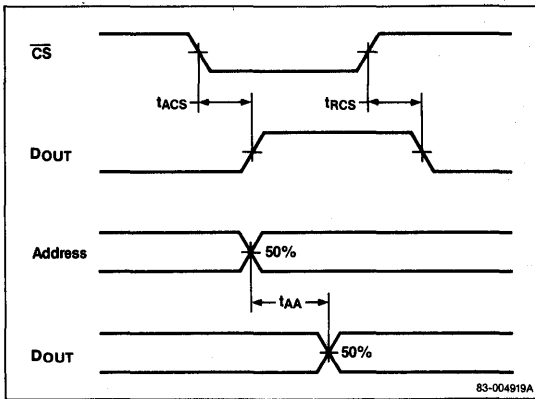 CS
tACS
tRCS
DOUT
Address
50%
tAA
DOUT
50%
83-004919A